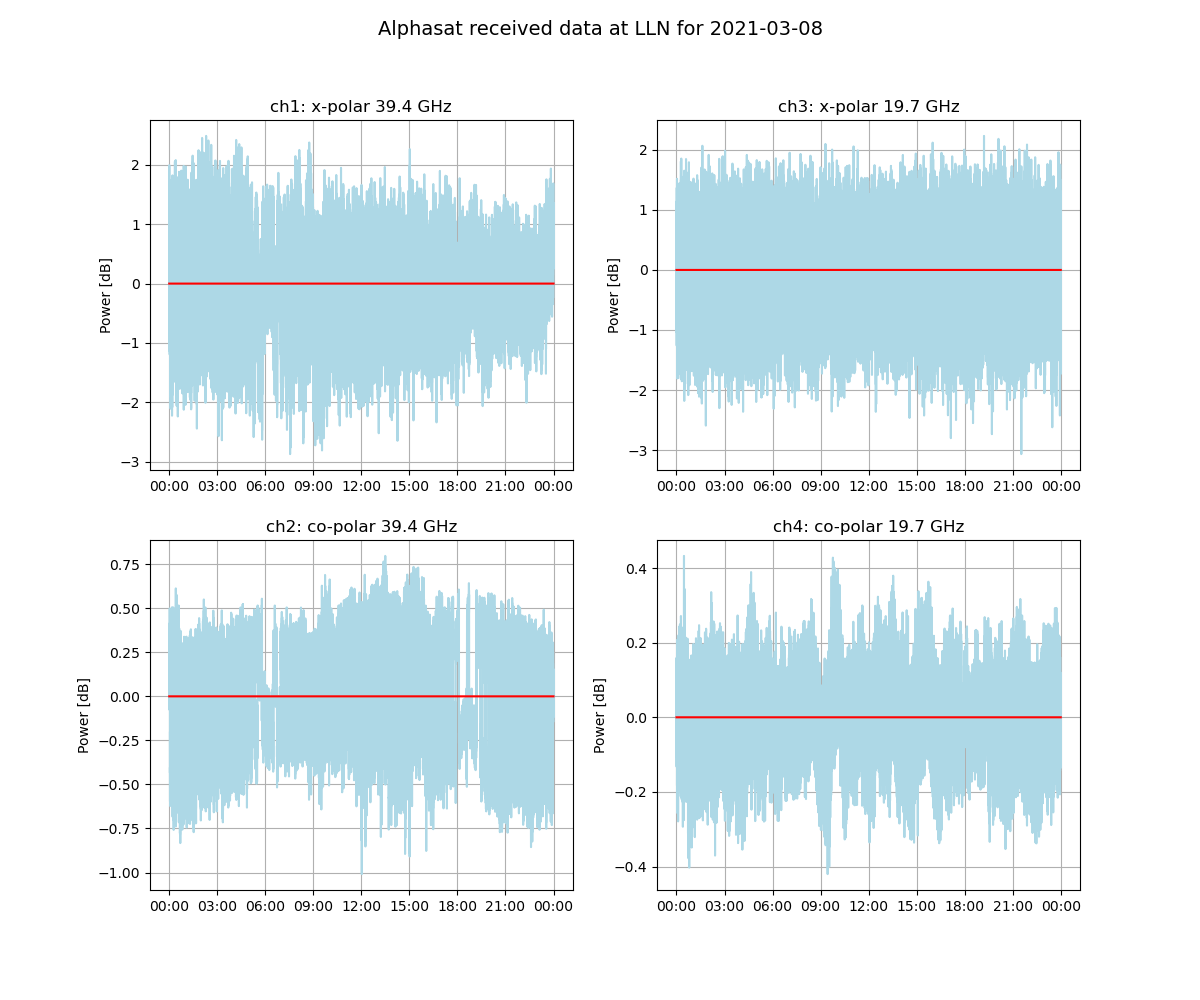 Alphasat received data at LLN for 2021-03-08
ch1: x-polar 39.4 GHz
Power [dB]
2
1
0
−1
−2
−3
00:00 03:00 06:00 09:00 12:00 15:00 18:00 21:00 00:00
ch3: x-polar 19.7 GHz
Power [dB]
2
1
0
−1
−2
−3
00:00 03:00 06:00 09:00 12:00 15:00 18:00 21:00 00:00
ch2: co-polar 39.4 GHz
Power [dB]
0.75
0.50
0.25
0.00
−0.25
−0.50
−0.75
−1.00
00:00 03:00 06:00 09:00 12:00 15:00 18:00 21:00 00:00
ch4: co-polar 19.7 GHz
Power [dB]
0.4
0.2
0.0
−0.2
−0.4
00:00 03:00 06:00 09:00 12:00 15:00 18:00 21:00 00:00